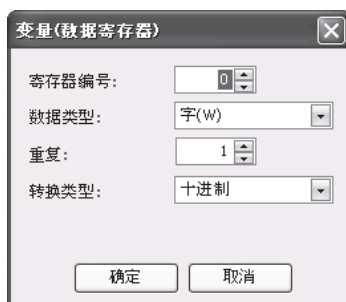 变量(数据寄存器)
寄存器编号: 0
数据类型: 字(W)
重复: 1
转换类型: 十进制
确定 取消